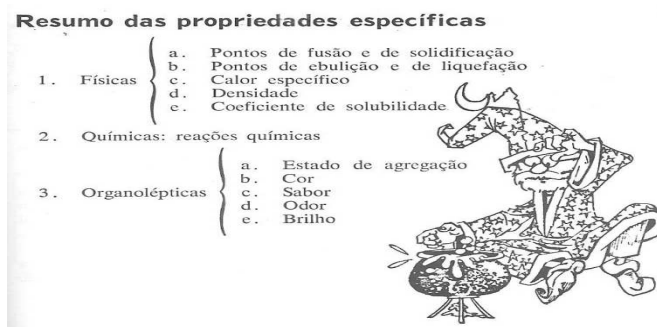 Resumo das propriedades específicas
a. Pontos de fusão e de solidificação
b. Pontos de ebulição e de liquefação
1. Físicas c. Calor específico
d. Densidade
e. Coeficiente de solubilidade
2. Químicas: reações químicas
a. Estado de agregação
b. Cor
3. Organolépticas c. Sabor
d. Odor
e. Brilho